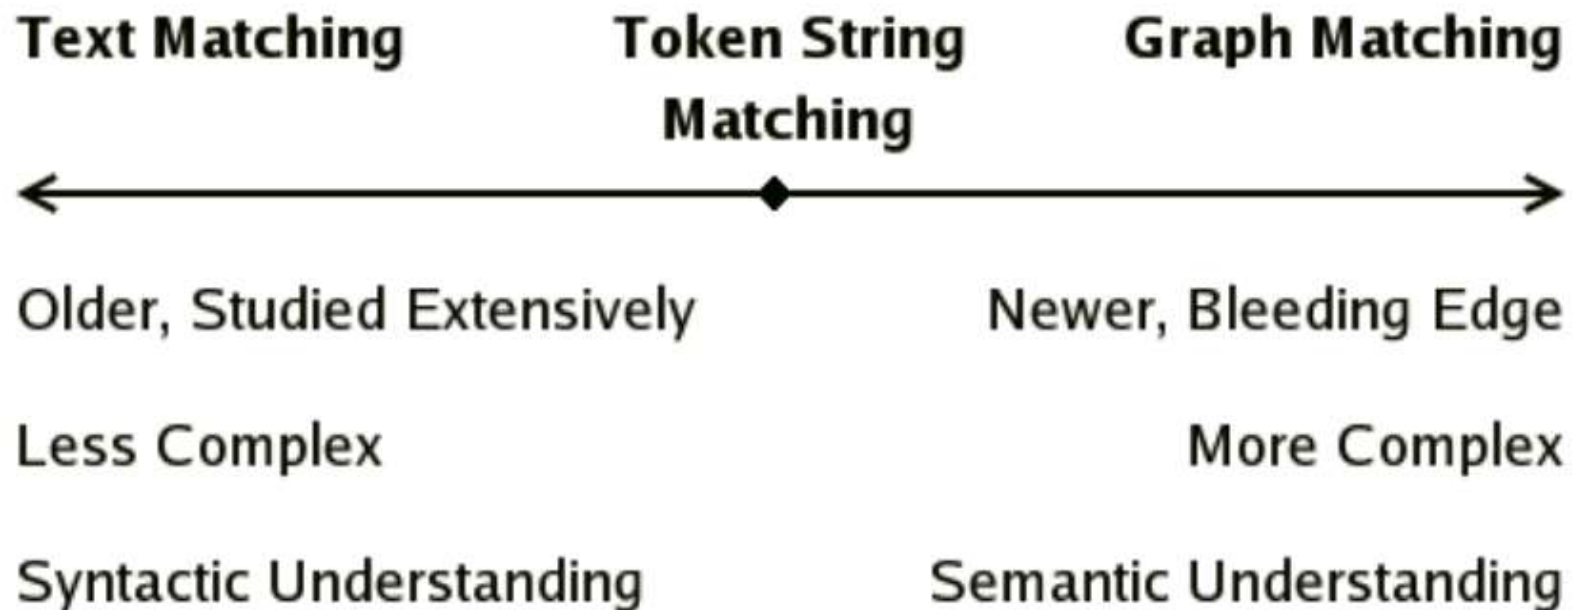 Text Matching
Token String
Matching
Graph Matching
Older, Studied Extensively
Newer, Bleeding Edge
Less Complex
More Complex
Syntactic Understanding
Semantic Understanding